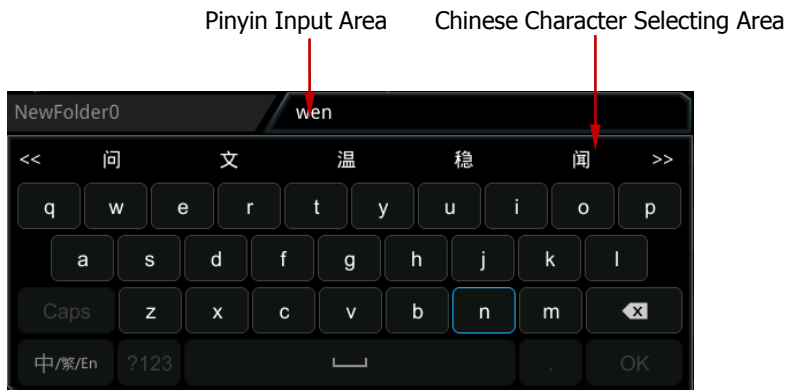 Pinyin Input Area Chinese Character Selecting Area
NewFolder0 wen
<< 问 文 温 稳 闻 >>
q w e r t y u i o p
a s d f g h j k l
Caps z x c v b n m x
中/繁/En ?123 . OK